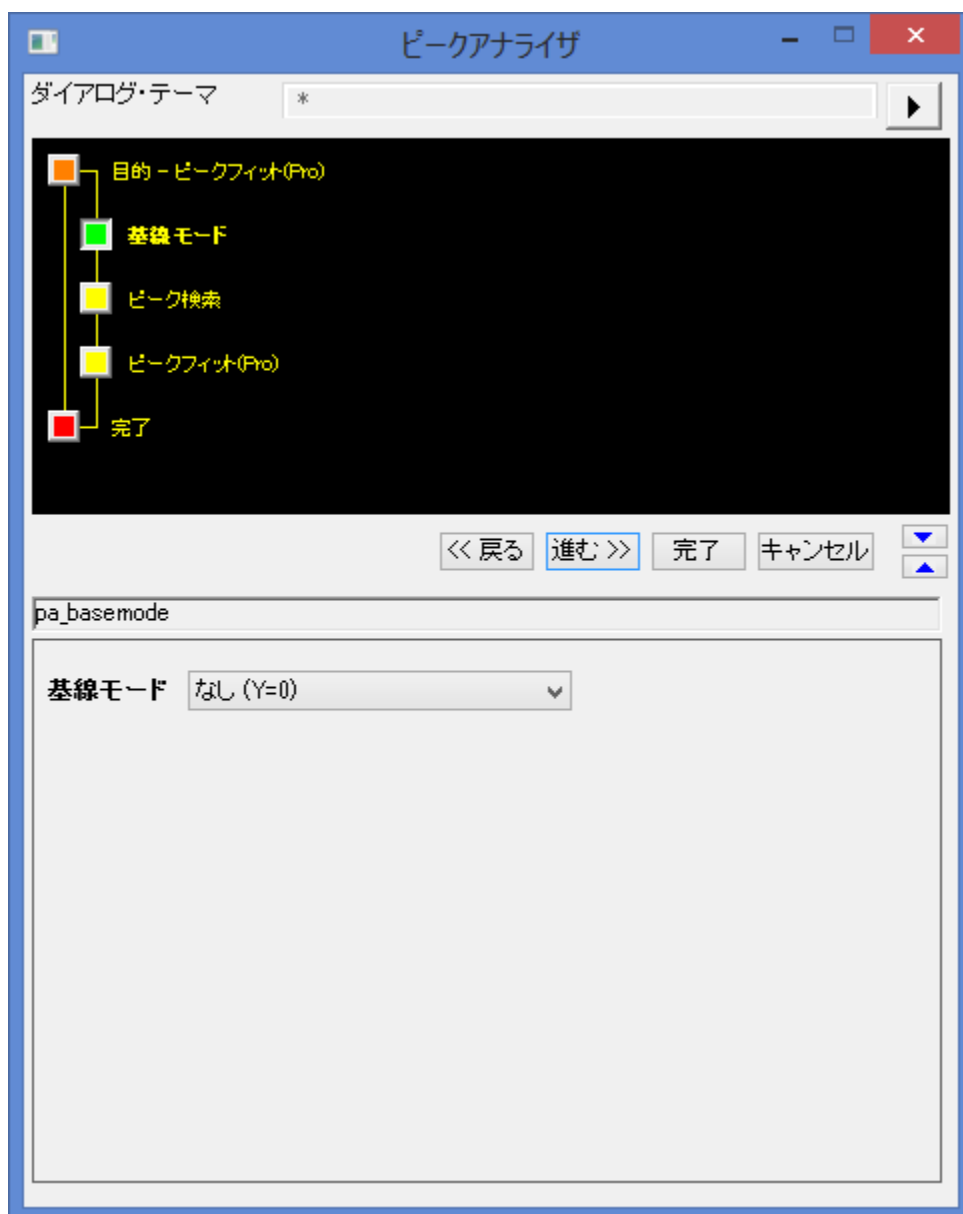 ピークアナライザ
ダイアログ・テーマ *
目的 - ピークフィット(Pro)
基線モード
ピーク検索
ピークフィット(Pro)
完了
<< 戻る 進む >> 完了 キャンセル
pa_basemode
基線モード なし (Y=0)